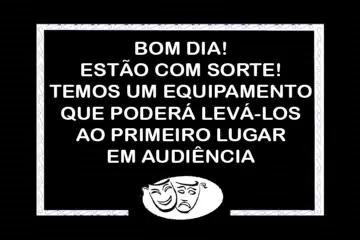 BOM DIA!
ESTÃO COM SORTE!
TEMOS UM EQUIPAMENTO
QUE PODERÁ LEVÁ-LOS
AO PRIMEIRO LUGAR
EM AUDIÊNCIA